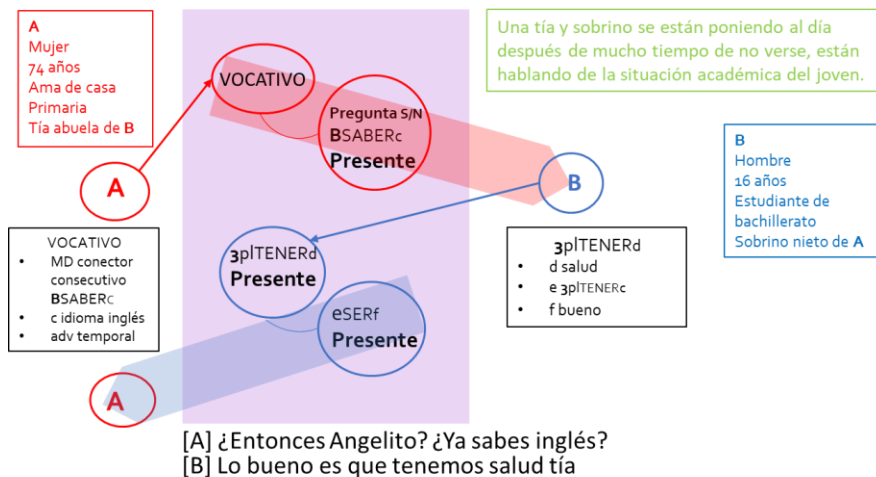 A
Mujer
74 años
Ama de casa
Primaria
Tía abuela de B
Una tía y sobrino se están poniendo al día
después de mucho tiempo de no verse, están
hablando de la situación académica del joven.
VOCATIVO
Pregunta S/N
BSABERc
Presente
A
B
B
Hombre
16 años
Estudiante de
bachillerato
Sobrino nieto de A
VOCATIVO
• MD conector
consecutivo
BSABERc
• c idioma inglés
• adv temporal
3plTENERd
Presente
eSERf
Presente
3plTENERd
• d salud
• e 3plTENERc
• f bueno
A
[A] ¿Entonces Angelito? ¿Ya sabes inglés?
[B] Lo bueno es que tenemos salud tía